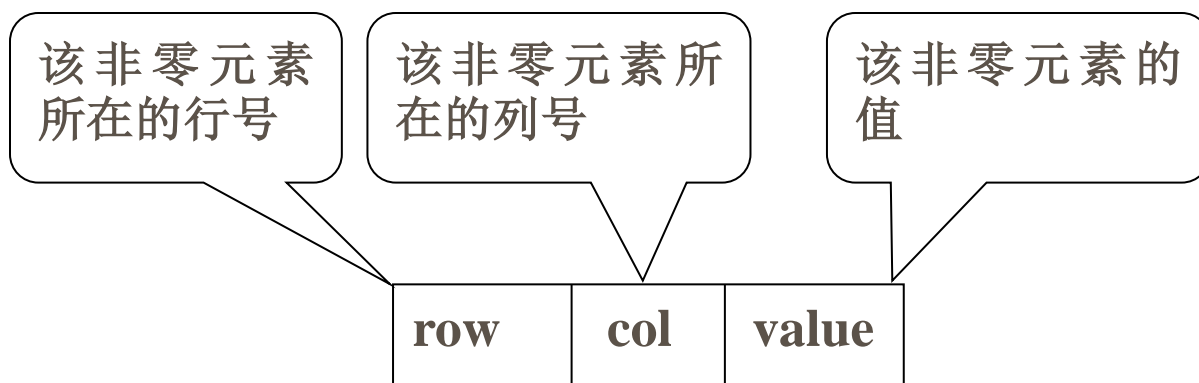 该非零元素
所在的行号
该非零元素所
在的列号
该非零元素的
值
row col value